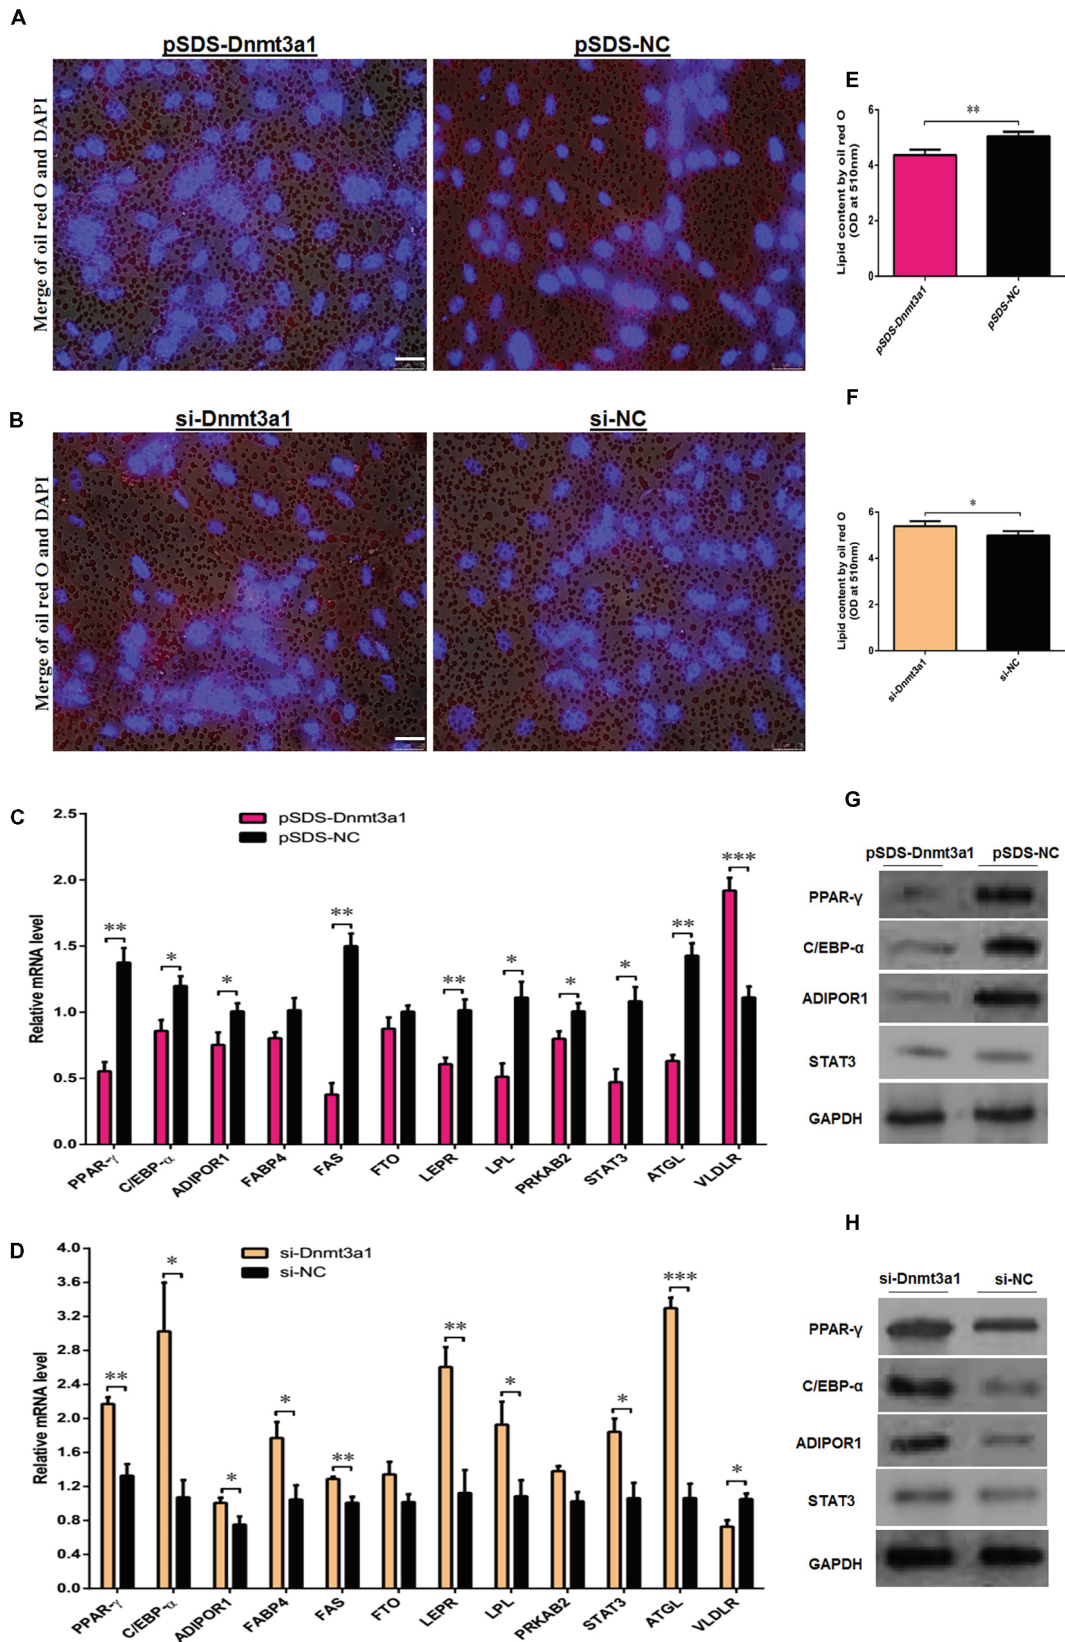 A
pSDS-Dnmt3a1
pSDS-NC
Merge of oil red O and DAPI
E
**
Lipid content by oil red O
(OD at 510nm)
6
4
2
0
pSDS-Dnmt3a1
pSDS-NC
B
si-Dnmt3a1
si-NC
Merge of oil red O and DAPI
F
*
Lipid content by oil red O
(OD at 510nm)
6
4
2
0
si-Dnmt3a1
si-NC
C
pSDS-Dnmt3a1
pSDS-NC
Relative mRNA level
2.5
2.0
1.5
1.0
0.5
0.0
**
*
*
**
**
*
*
*
**
***
PPAR-γ
C/EBP-α
ADIPOR1
FABP4
FAS
FTO
LEPR
LPL
PRKAB2
STAT3
ATGL
VLDLR
G
pSDS-Dnmt3a1
pSDS-NC
PPAR-γ
C/EBP-α
ADIPOR1
STAT3
GAPDH
D
si-Dnmt3a1
si-NC
Relative mRNA level
4.0
3.6
3.2
2.8
2.4
2.0
1.6
1.2
0.8
0.4
0.0
**
*
*
*
**
**
*
*
***
*
PPAR-γ
C/EBP-α
ADIPOR1
FABP4
FAS
FTO
LEPR
LPL
PRKAB2
STAT3
ATGL
VLDLR
H
si-Dnmt3a1
si-NC
PPAR-γ
C/EBP-α
ADIPOR1
STAT3
GAPDH